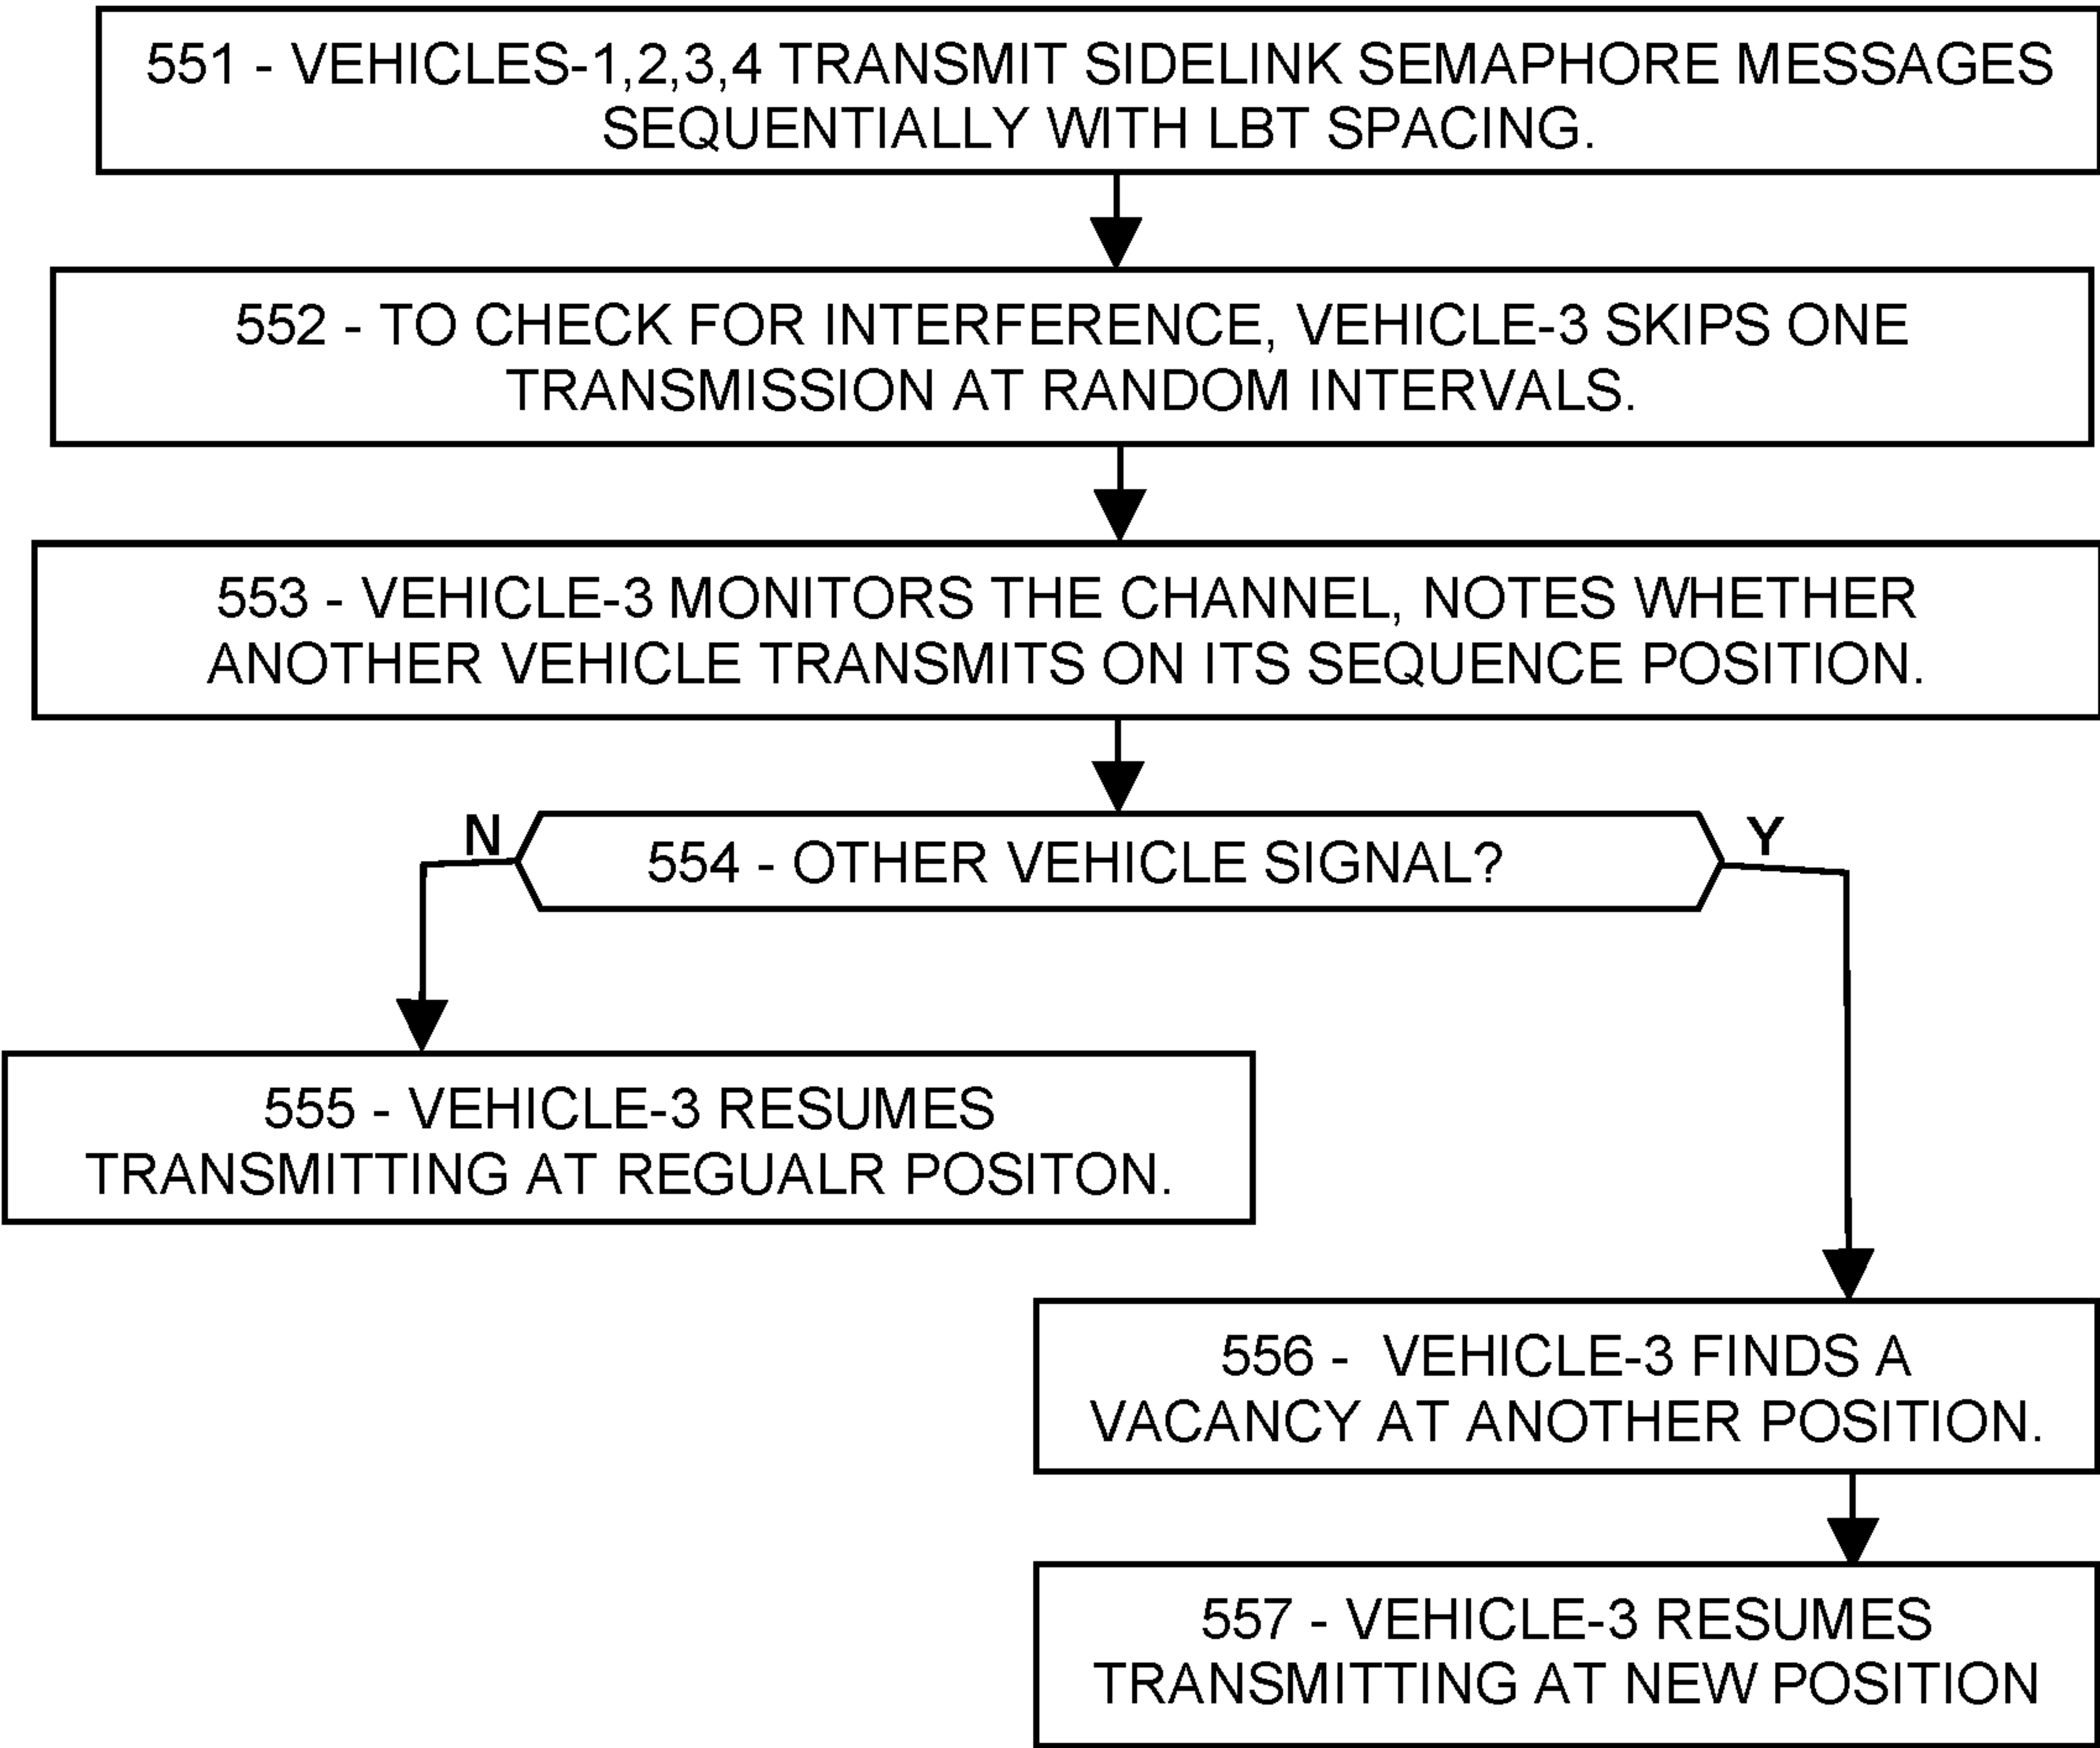 551 - VEHICLES-1,2,3,4 TRANSMIT SIDELINK SEMAPHORE MESSAGES
SEQUENTIALLY WITH LBT SPACING.
552 - TO CHECK FOR INTERFERENCE, VEHICLE-3 SKIPS ONE
TRANSMISSION AT RANDOM INTERVALS.
553 - VEHICLE-3 MONITORS THE CHANNEL, NOTES WHETHER
ANOTHER VEHICLE TRANSMITS ON ITS SEQUENCE POSITION.
N
554 - OTHER VEHICLE SIGNAL?
Y
555 - VEHICLE-3 RESUMES
TRANSMITTING AT REGUALR POSITON.
556 - VEHICLE-3 FINDS A
VACANCY AT ANOTHER POSITION.
557 - VEHICLE-3 RESUMES
TRANSMITTING AT NEW POSITION